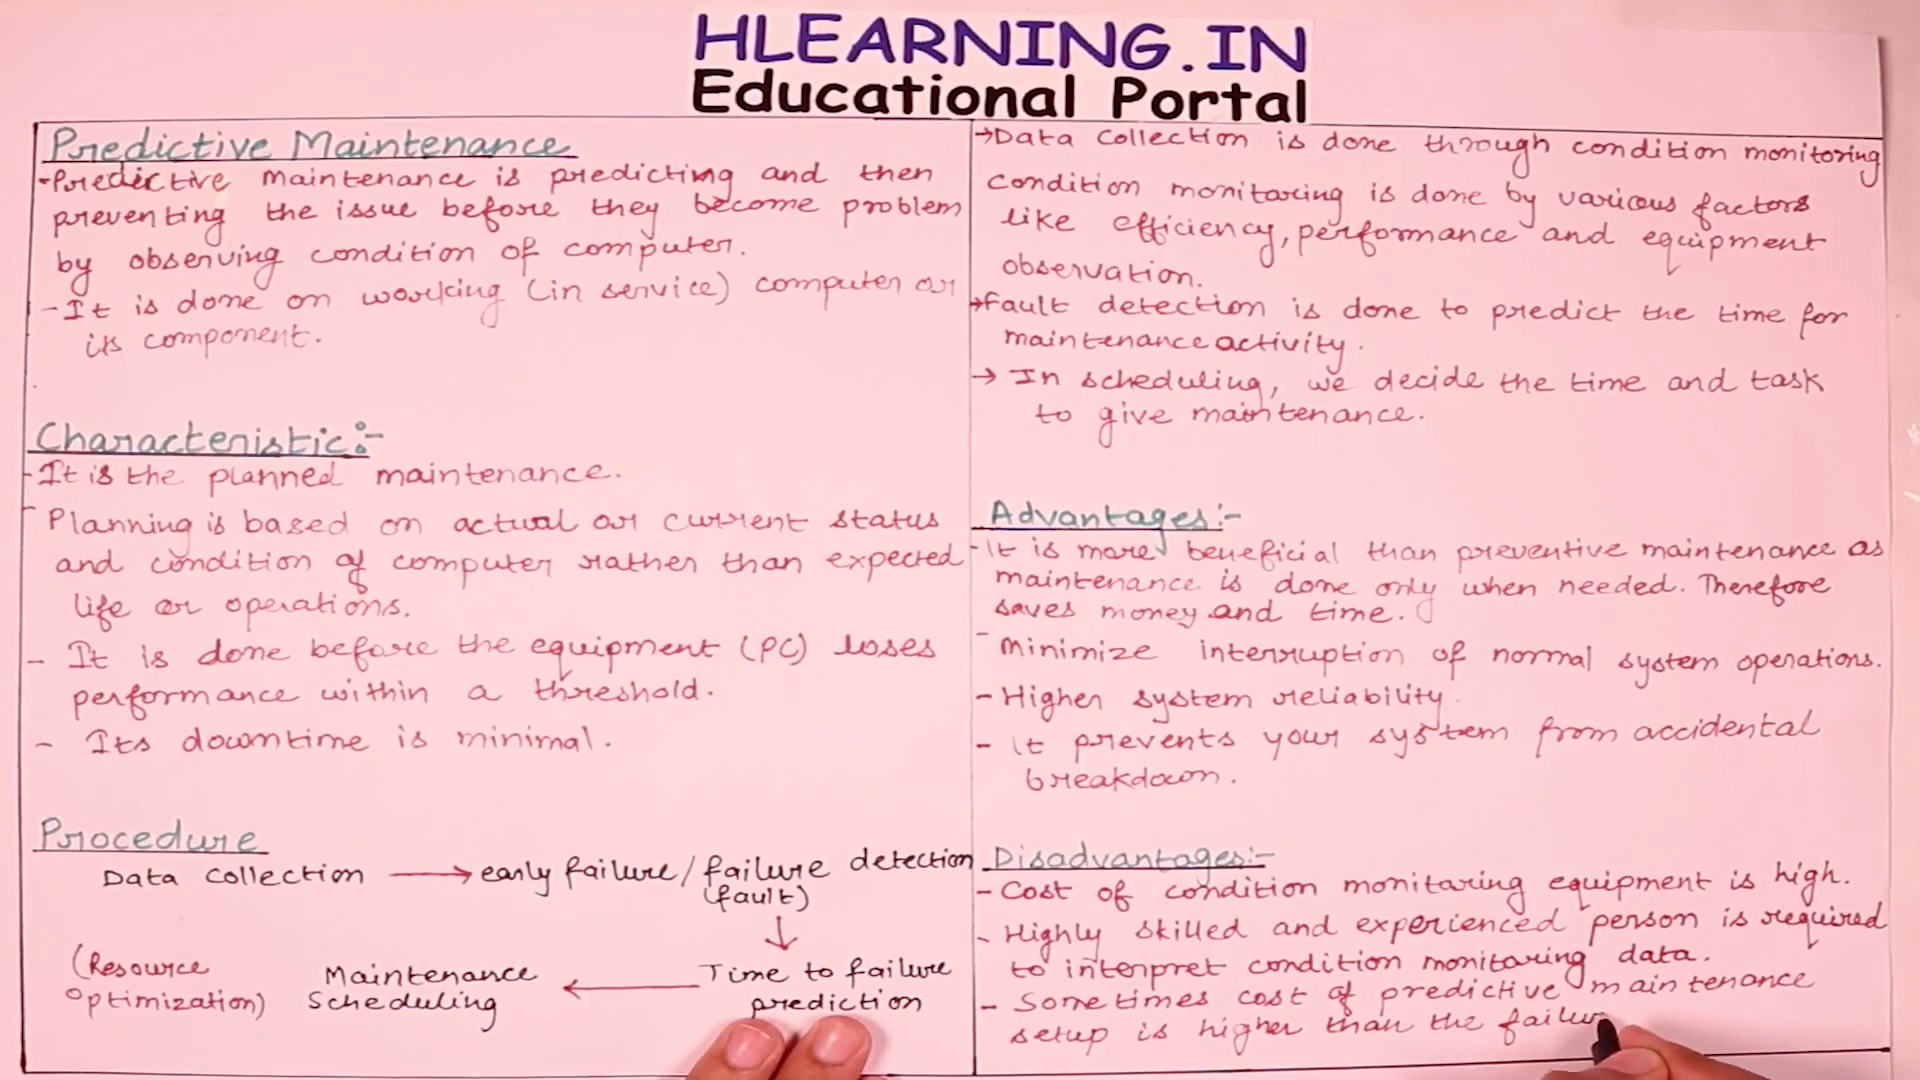 HLEARNING.IN
Educational Portal
Predictive Maintenance
-Predictive maintenance is predicting and then
preventing the issue before they become problem
by observing condition of computer.
- It is done on working (in service) computer or
its component.
Characteristic:-
-It is the planned maintenance.
- Planning is based on actual or current status
and condition of computer rather than expected
life or operations.
- It is done before the equipment (PC) loses
performance within a threshold.
- Its downtime is minimal.
Procedure
Data collection → early failure/failure detection
(fault)
↓
(Resource Maintenance ← Time to failure
Optimization) Scheduling prediction
→Data collection is done through condition monitoring
condition monitoring is done by various factors
like efficiency, performance and equipment
observation.
→fault detection is done to predict the time for
maintenance activity.
→ In scheduling, we decide the time and task
to give maintenance.
Advantages:-
-It is more beneficial than preventive maintenance as
maintenance is done only when needed. Therefore
saves money and time.
- Minimize interruption of normal system operations.
- Higher system reliability.
- It prevents your system from accidental
breakdown.
Disadvantages:-
- Cost of condition monitoring equipment is high.
- Highly skilled and experienced person is required
to interpret condition monitoring data.
- Sometimes cost of predictive maintenance
setup is higher than the failur